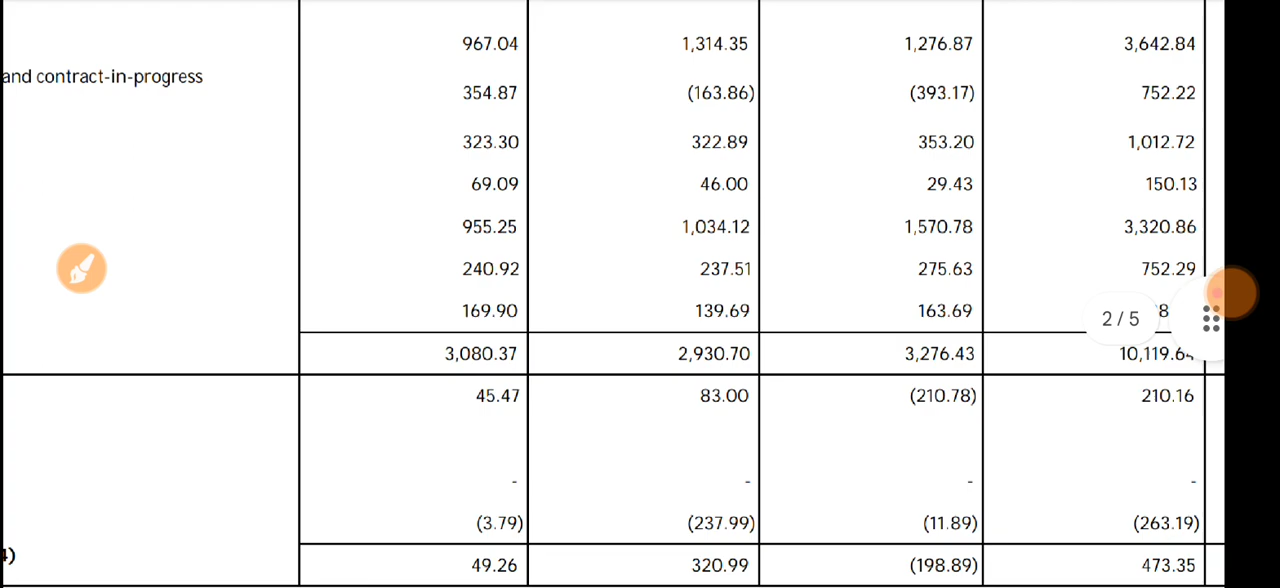 967.04 1,314.35 1,276.87 3,642.84
and contract-in-progress
354.87 (163.86) (393.17) 752.22
323.30 322.89 353.20 1,012.72
69.09 46.00 29.43 150.13
955.25 1,034.12 1,570.78 3,320.86
240.92 237.51 275.63 752.29
169.90 139.69 163.69
2 / 5
3,080.37 2,930.70 3,276.43 10,119.64
45.47 83.00 (210.78) 210.16
- - - -
(3.79) (237.99) (11.89) (263.19)
4)
49.26 320.99 (198.89) 473.35